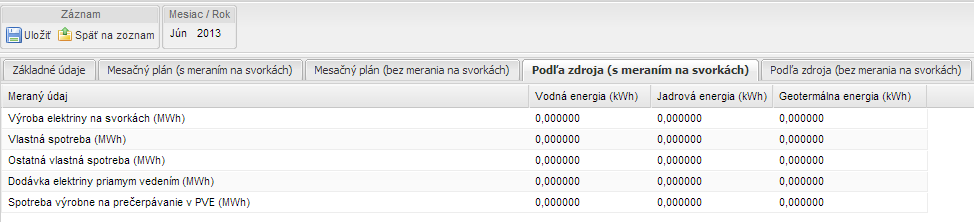 Záznam
Mesiac / Rok
Uložiť Späť na zoznam
Jún 2013
Základné údaje Mesačný plán (s meraním na svorkách) Mesačný plán (bez merania na svorkách) Podľa zdroja (s meraním na svorkách) Podľa zdroja (bez merania na svorkách)
Meraný údaj Vodná energia (kWh) Jadrová energia (kWh) Geotermálna energia (kWh)
Výroba elektriny na svorkách (MWh) 0,000000 0,000000 0,000000
Vlastná spotreba (MWh) 0,000000 0,000000 0,000000
Ostatná vlastná spotreba (MWh) 0,000000 0,000000 0,000000
Dodávka elektriny priamym vedením (MWh) 0,000000 0,000000 0,000000
Spotreba výrobne na prečerpávanie v PVE (MWh) 0,000000 0,000000 0,000000